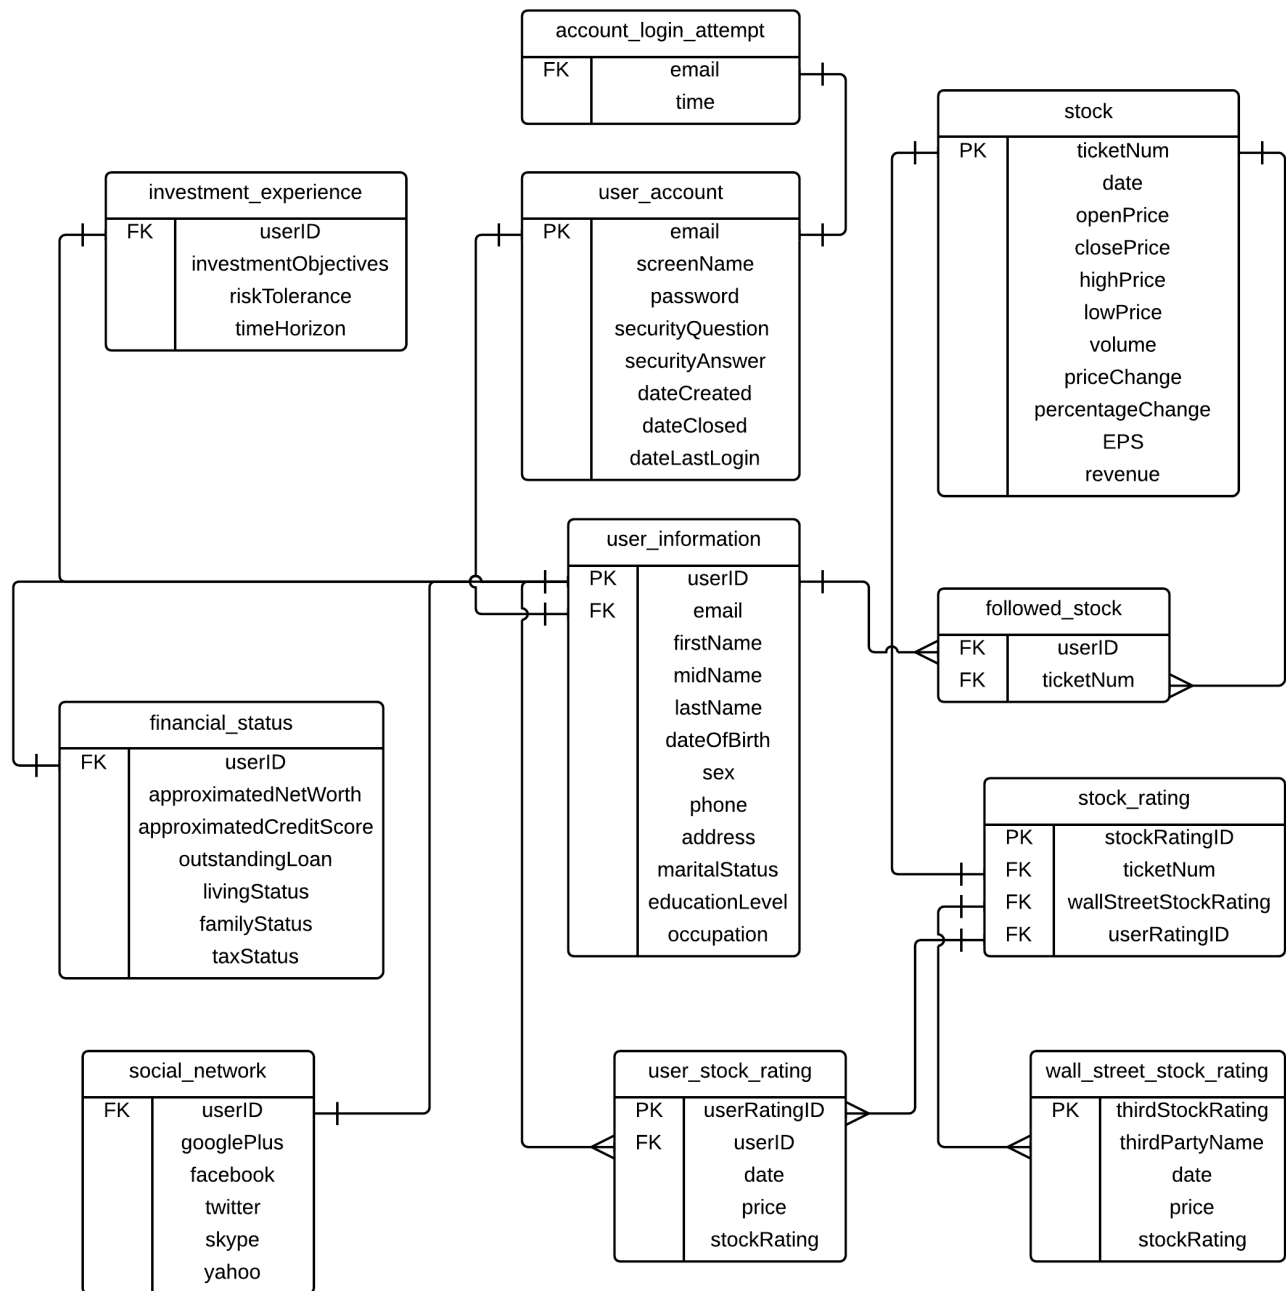 account_login_attempt
FK email
time
stock
PK ticketNum
date
openPrice
closePrice
highPrice
lowPrice
volume
priceChange
percentageChange
EPS
revenue
investment_experience
FK userID
investmentObjectives
riskTolerance
timeHorizon
user_account
PK email
screenName
password
securityQuestion
securityAnswer
dateCreated
dateClosed
dateLastLogin
user_information
PK userID
FK email
firstName
midName
lastName
dateOfBirth
sex
phone
address
maritalStatus
educationLevel
occupation
followed_stock
FK userID
FK ticketNum
financial_status
FK userID
approximatedNetWorth
approximatedCreditScore
outstandingLoan
livingStatus
familyStatus
taxStatus
stock_rating
PK stockRatingID
FK ticketNum
FK wallStreetStockRating
FK userRatingID
social_network
FK userID
googlePlus
facebook
twitter
skype
yahoo
user_stock_rating
PK userRatingID
FK userID
date
price
stockRating
wall_street_stock_rating
PK thirdStockRating
thirdPartyName
date
price
stockRating